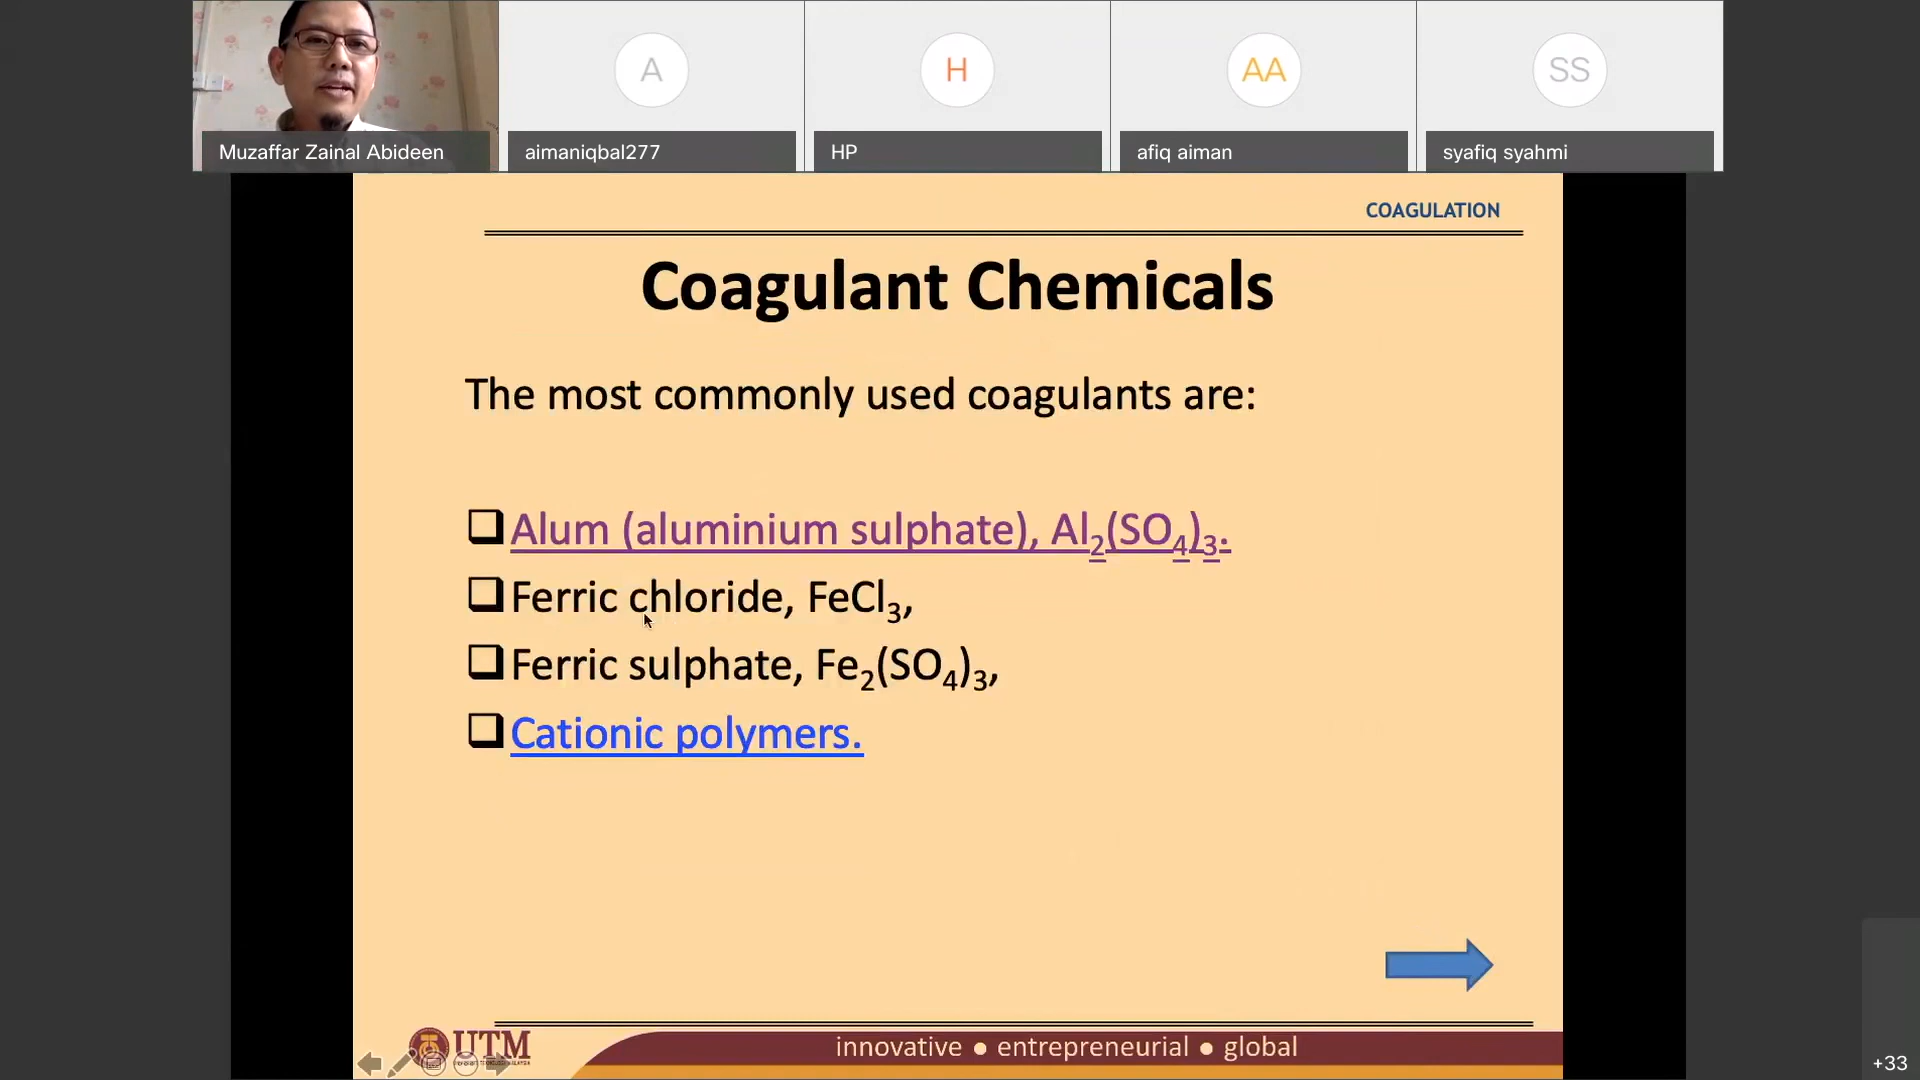 A
H
AA
SS
Muzaffar Zainal Abideen
aimaniqbal277
HP
afiq aiman
syafiq syahmi
COAGULATION
Coagulant Chemicals
The most commonly used coagulants are:
Alum (aluminium sulphate), Al₂(SO₄)₃.
Ferric chloride, FeCl₃,
Ferric sulphate, Fe₂(SO₄)₃,
Cationic polymers.
UTM
innovative ● entrepreneurial ● global
+33